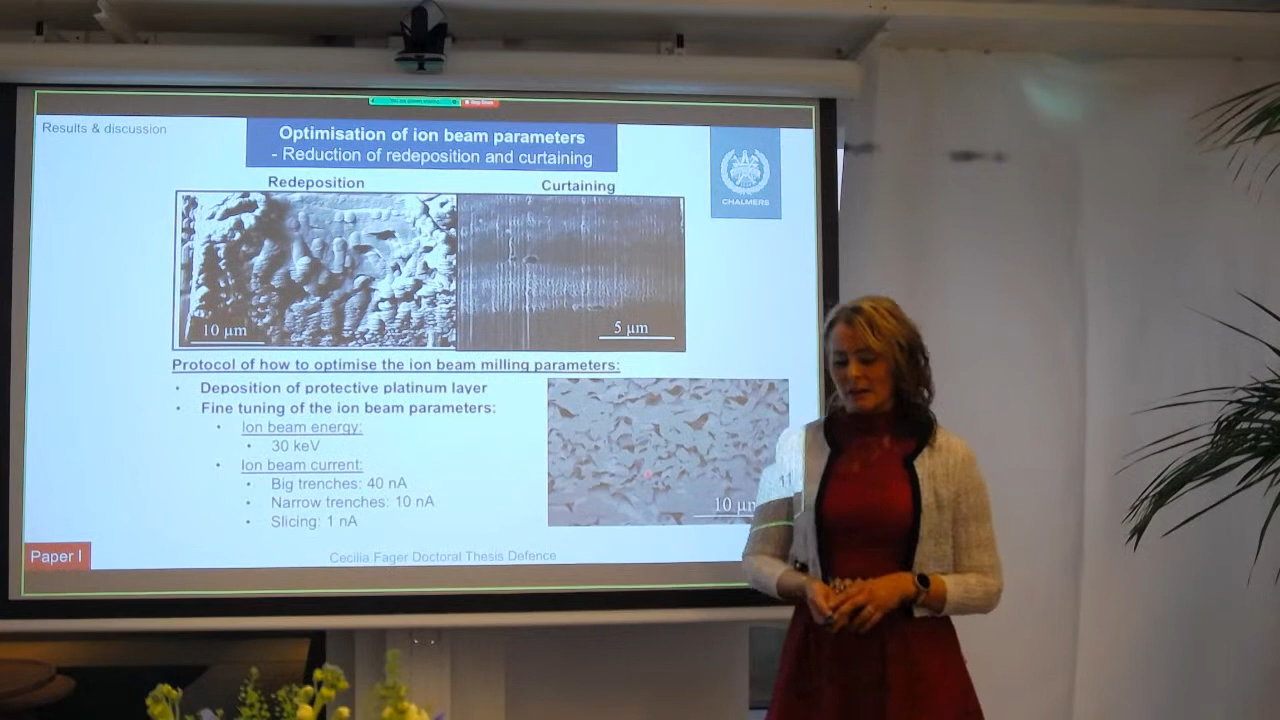 Results & discussion
Optimisation of ion beam parameters
- Reduction of redeposition and curtaining
CHALMERS
Redeposition
Curtaining
10 µm
5 µm
Protocol of how to optimise the ion beam milling parameters:
• Deposition of protective platinum layer
• Fine tuning of the ion beam parameters:
• Ion beam energy:
• 30 keV
• Ion beam current:
• Big trenches: 40 nA
• Narrow trenches: 10 nA
• Slicing: 1 nA
10 µm
11
Paper I
Cecilia Fager Doctoral Thesis Defence